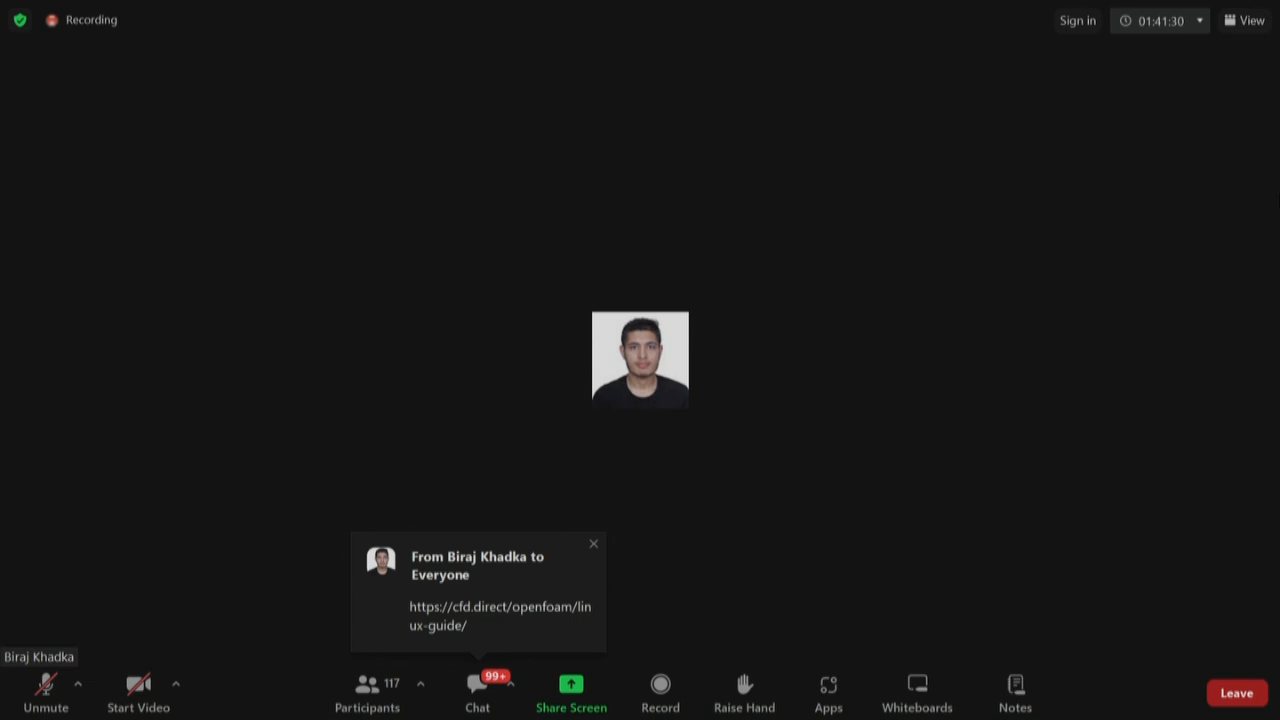 Recording
Sign in
01:41:30
View
From Biraj Khadka to
Everyone
https://cfd.direct/openfoam/lin
ux-guide/
Biraj Khadka
Unmute
Start Video
117
Participants
99+
Chat
Share Screen
Record
Raise Hand
Apps
Whiteboards
Notes
Leave